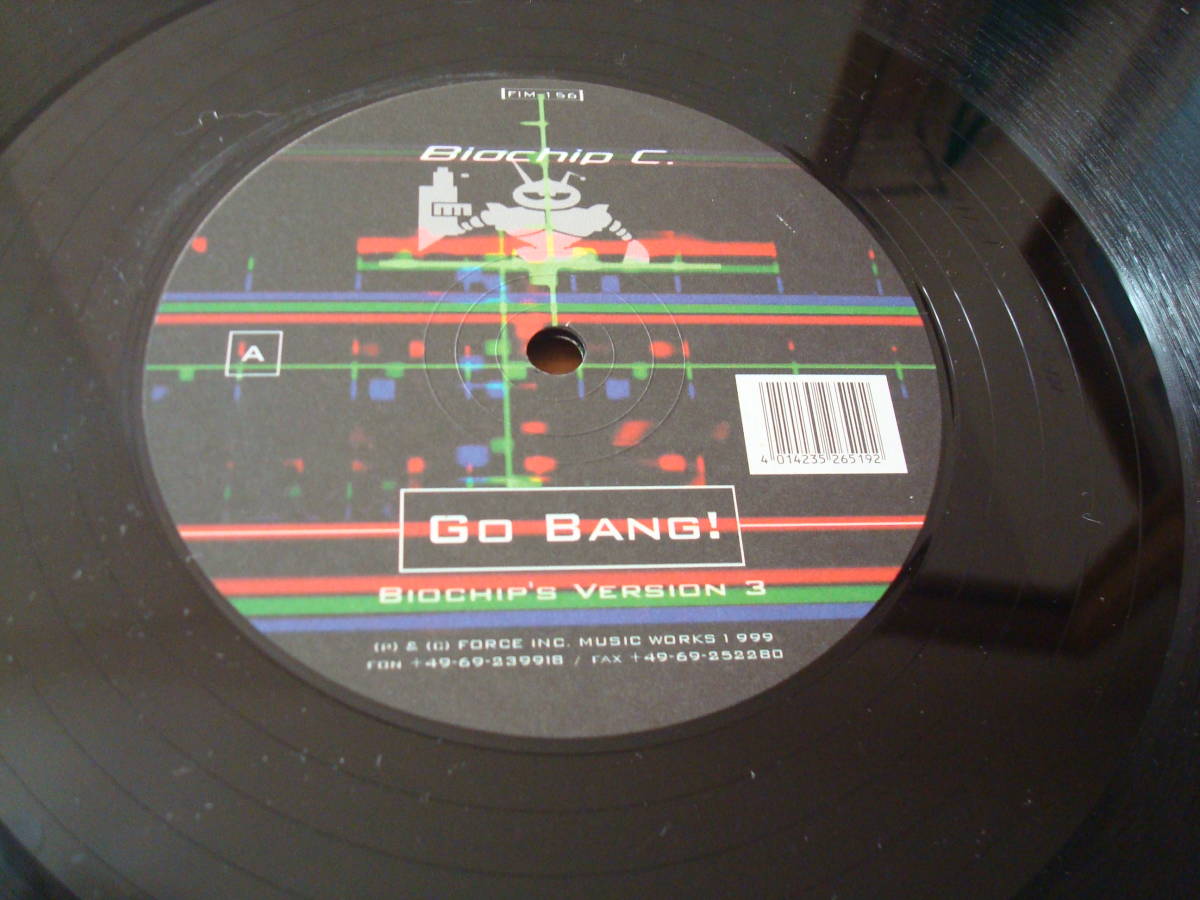 [FIM-156]
Biochip C.
A
4 014235 265192
Go Bang!
Biochip's Version 3
(P) & (C) Force Inc. Music Works 1999
Fon +49-69-239918 / Fax +49-69-252280